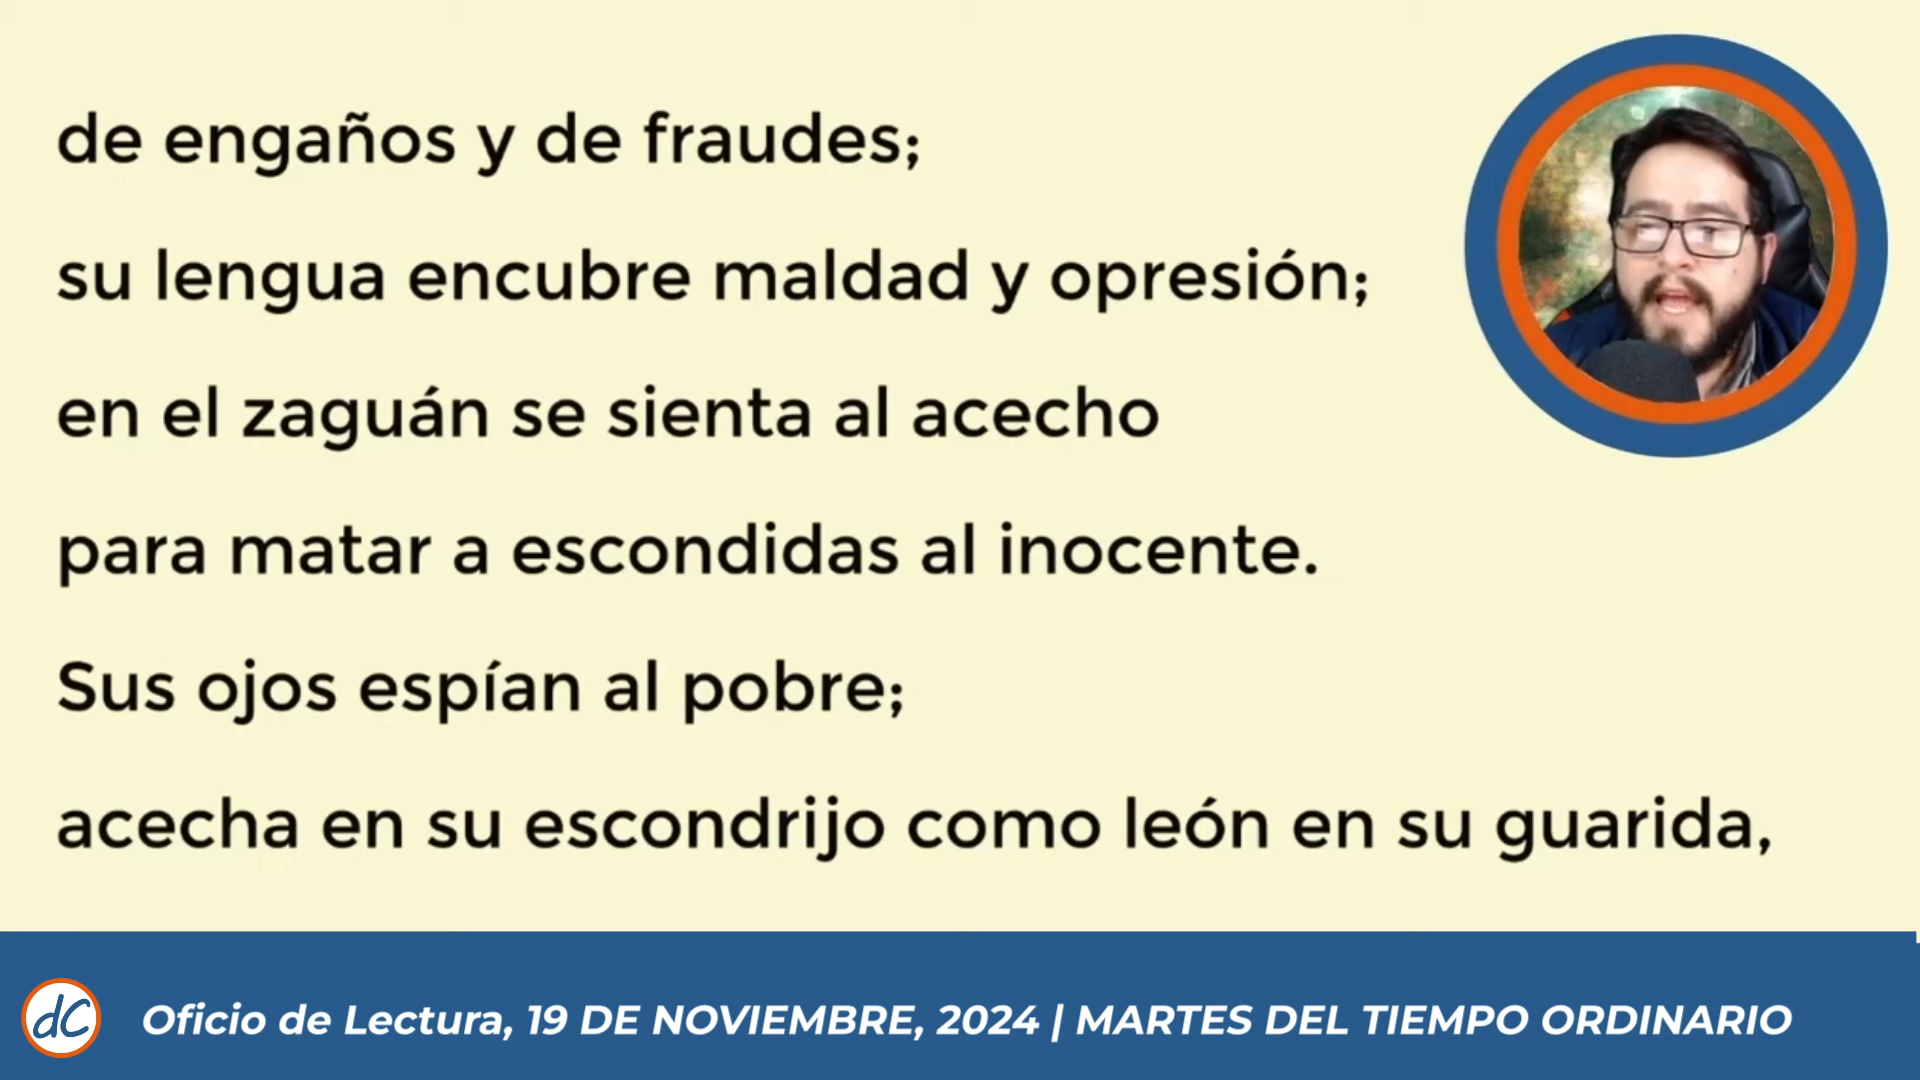 de engaños y de fraudes;
su lengua encubre maldad y opresión;
en el zaguán se sienta al acecho
para matar a escondidas al inocente.
Sus ojos espían al pobre;
acecha en su escondrijo como león en su guarida,
dC
Oficio de Lectura, 19 DE NOVIEMBRE, 2024 | MARTES DEL TIEMPO ORDINARIO